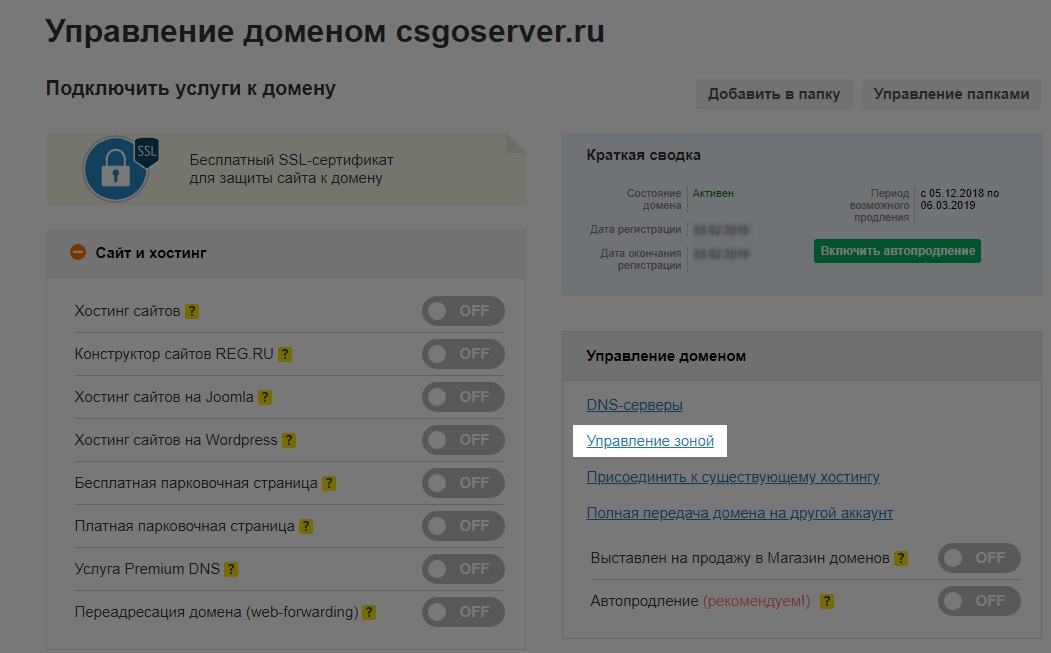 Управление доменом csgoserver.ru
Подключить услуги к домену
Добавить в папку
Управление папками
SSL
Бесплатный SSL-сертификат
для защиты сайта к домену
Сайт и хостинг
Хостинг сайтов ?
OFF
Конструктор сайтов REG.RU ?
OFF
Хостинг сайтов на Joomla ?
OFF
Хостинг сайтов на Wordpress ?
OFF
Бесплатная парковочная страница ?
OFF
Платная парковочная страница ?
OFF
Услуга Premium DNS ?
OFF
Переадресация домена (web-forwarding) ?
OFF
Краткая сводка
Состояние
домена
Активен
Дата регистрации
Дата окончания
регистрации
Период
возможного
продления
с 05.12.2018 по
06.03.2019
Включить автопродление
Управление доменом
DNS-серверы
Управление зоной
Присоединить к существующему хостингу
Полная передача домена на другой аккаунт
Выставлен на продажу в Магазин доменов ?
OFF
Автопродление (рекомендуем!) ?
OFF